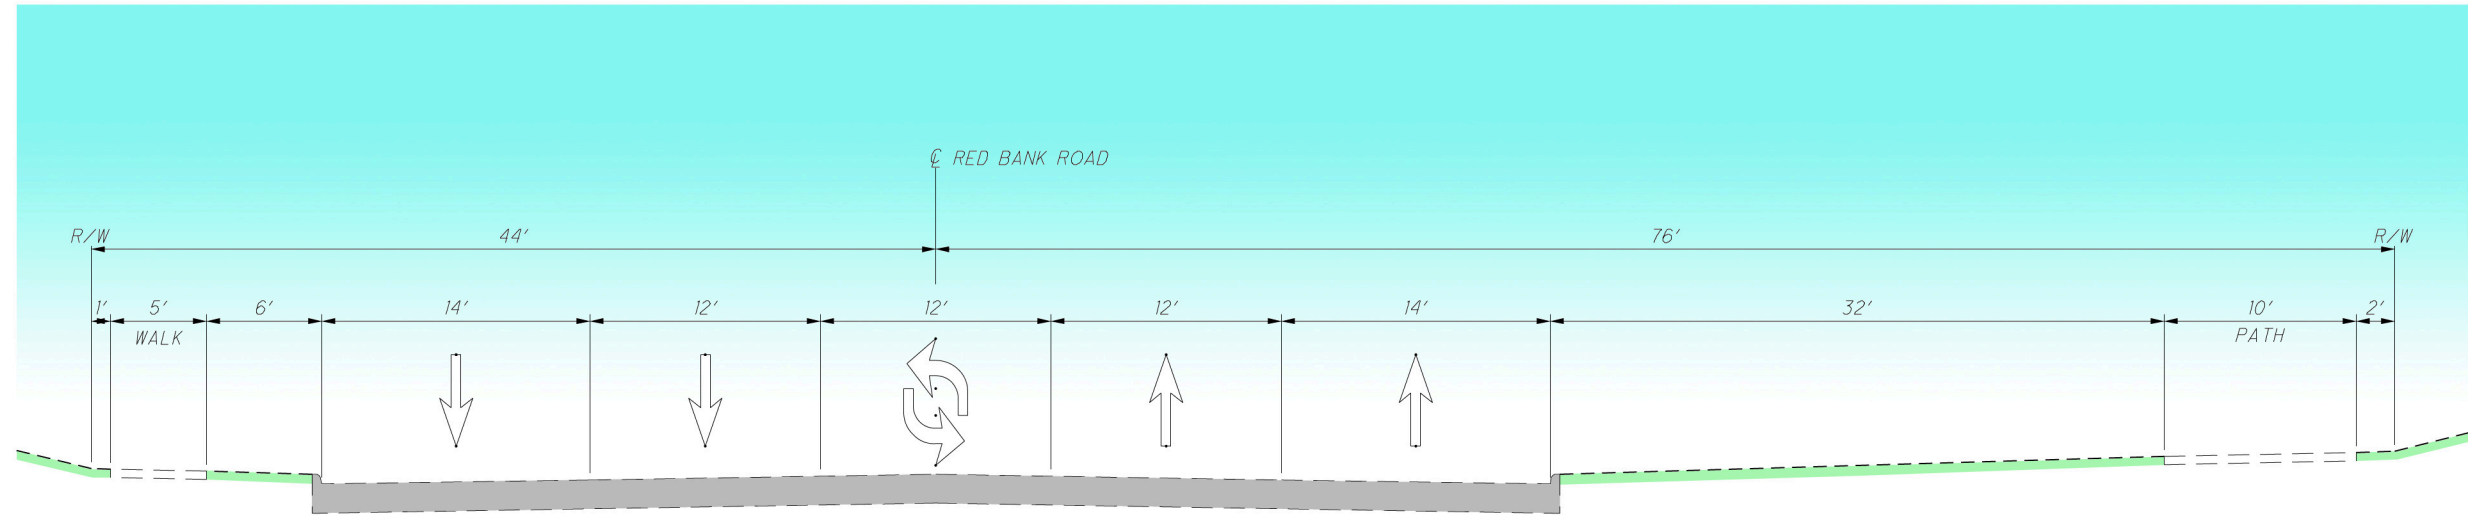 ℄ RED BANK ROAD
R/W 44' 76' R/W
1' 5' 6' 14' 12' 12' 12' 14' 32' 10' 2'
WALK PATH